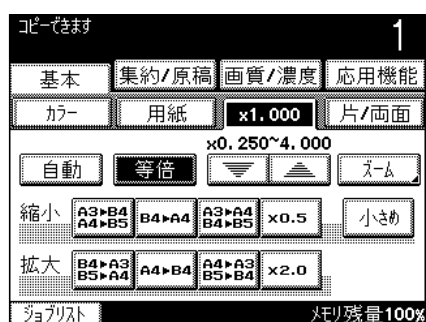 コピーできます
1
基本 集約/原稿 画質/濃度 応用機能
カラー 用紙 x1.000 片/両面
x0.250~4.000
自動 等倍 ズーム
縮小 A3▶B4 A4▶B5 B4▶A4 A3▶A4 B4▶B5 x0.5 小さめ
拡大 B4▶A3 B5▶A4 A4▶B4 A4▶A3 B5▶B4 x2.0
ジョブリスト メモリ残量100%